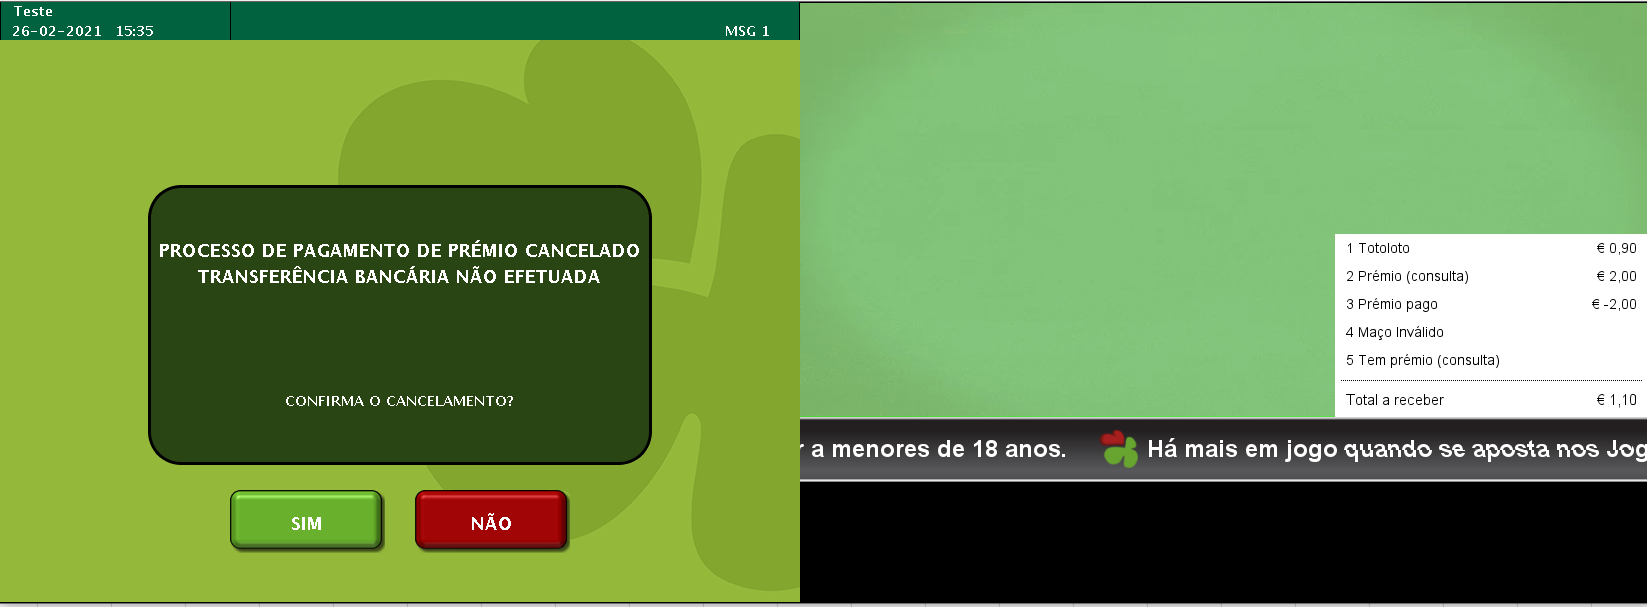 Teste
26-02-2021 15:35
MSG 1
PROCESSO DE PAGAMENTO DE PRÉMIO CANCELADO
TRANSFERÊNCIA BANCÁRIA NÃO EFETUADA
CONFIRMA O CANCELAMENTO?
SIM
NÃO
1 Totoloto € 0,90
2 Prémio (consulta) € 2,00
3 Prémio pago € -2,00
4 Maço Inválido
5 Tem prémio (consulta)
Total a receber € 1,10
r a menores de 18 anos. Há mais em jogo quando se aposta nos Jog